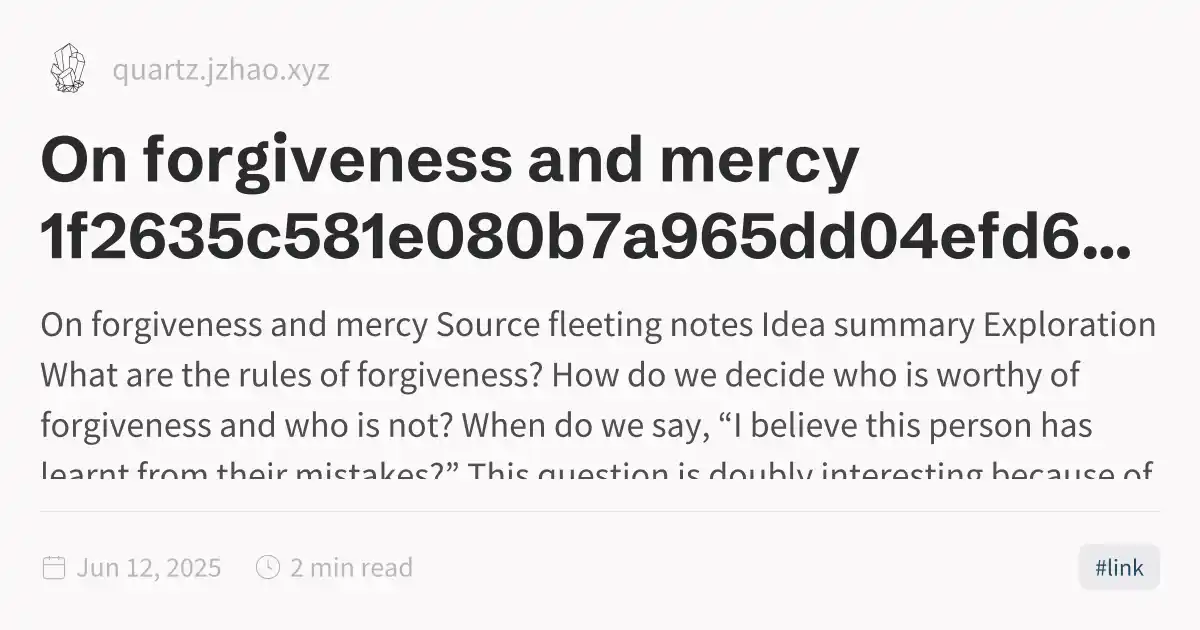 quartz.jzhao.xyz
On forgiveness and mercy
1f2635c581e080b7a965dd04efd6...
On forgiveness and mercy Source fleeting notes Idea summary Exploration
What are the rules of forgiveness? How do we decide who is worthy of
forgiveness and who is not? When do we say, “I believe this person has
learnt from their mistakes?” This question is doubly interesting because of
Jun 12, 2025
2 min read
#link